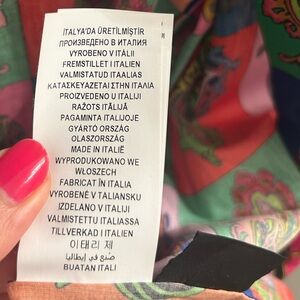 İTALYA'DA ÜRETİLMİŞTİR
ПРОИЗВЕДЕНО В ИТАЛИЯ
VYROBENO V ITÁLII
FREMSTILLET I ITALIEN
VALMISTATUD ITAALIAS
ΚΑΤΑΣΚΕΥΑΖΕΤΑΙ ΣΤΗΝ ΙΤΑΛΙΑ
PROIZVEDENO U ITALIJI
RAŽOTS ITĀLIJĀ
PAGAMINTA ITALIJOJE
GYÁRTÓ ORSZÁG
OLASZORSZÁG
MADE IN ITALIË
WYPRODUKOWANO WE
WŁOSZECH
FABRICAT ÎN ITALIA
VYROBENÉ V TALIANSKU
IZDELANO V ITALIJI
VALMISTETTU ITALIASSA
TILLVERKAD I ITALIEN
이태리 제
صنع في إيطاليا
BUATAN ITALI